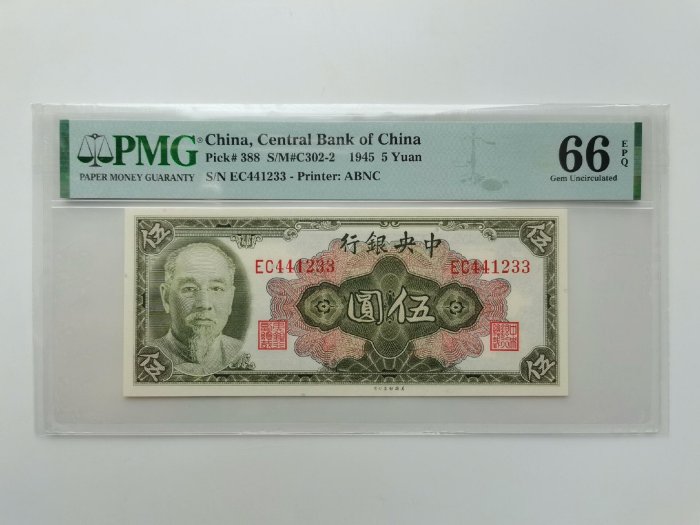 PMG®
PAPER MONEY GUARANTY
China, Central Bank of China
Pick# 388 S/M#C302-2 1945 5 Yuan
S/N EC441233 - Printer: ABNC
66 EPQ
Gem Uncirculated
伍 伍
行銀央中
EC441233 EC441233
圓伍
伍 伍